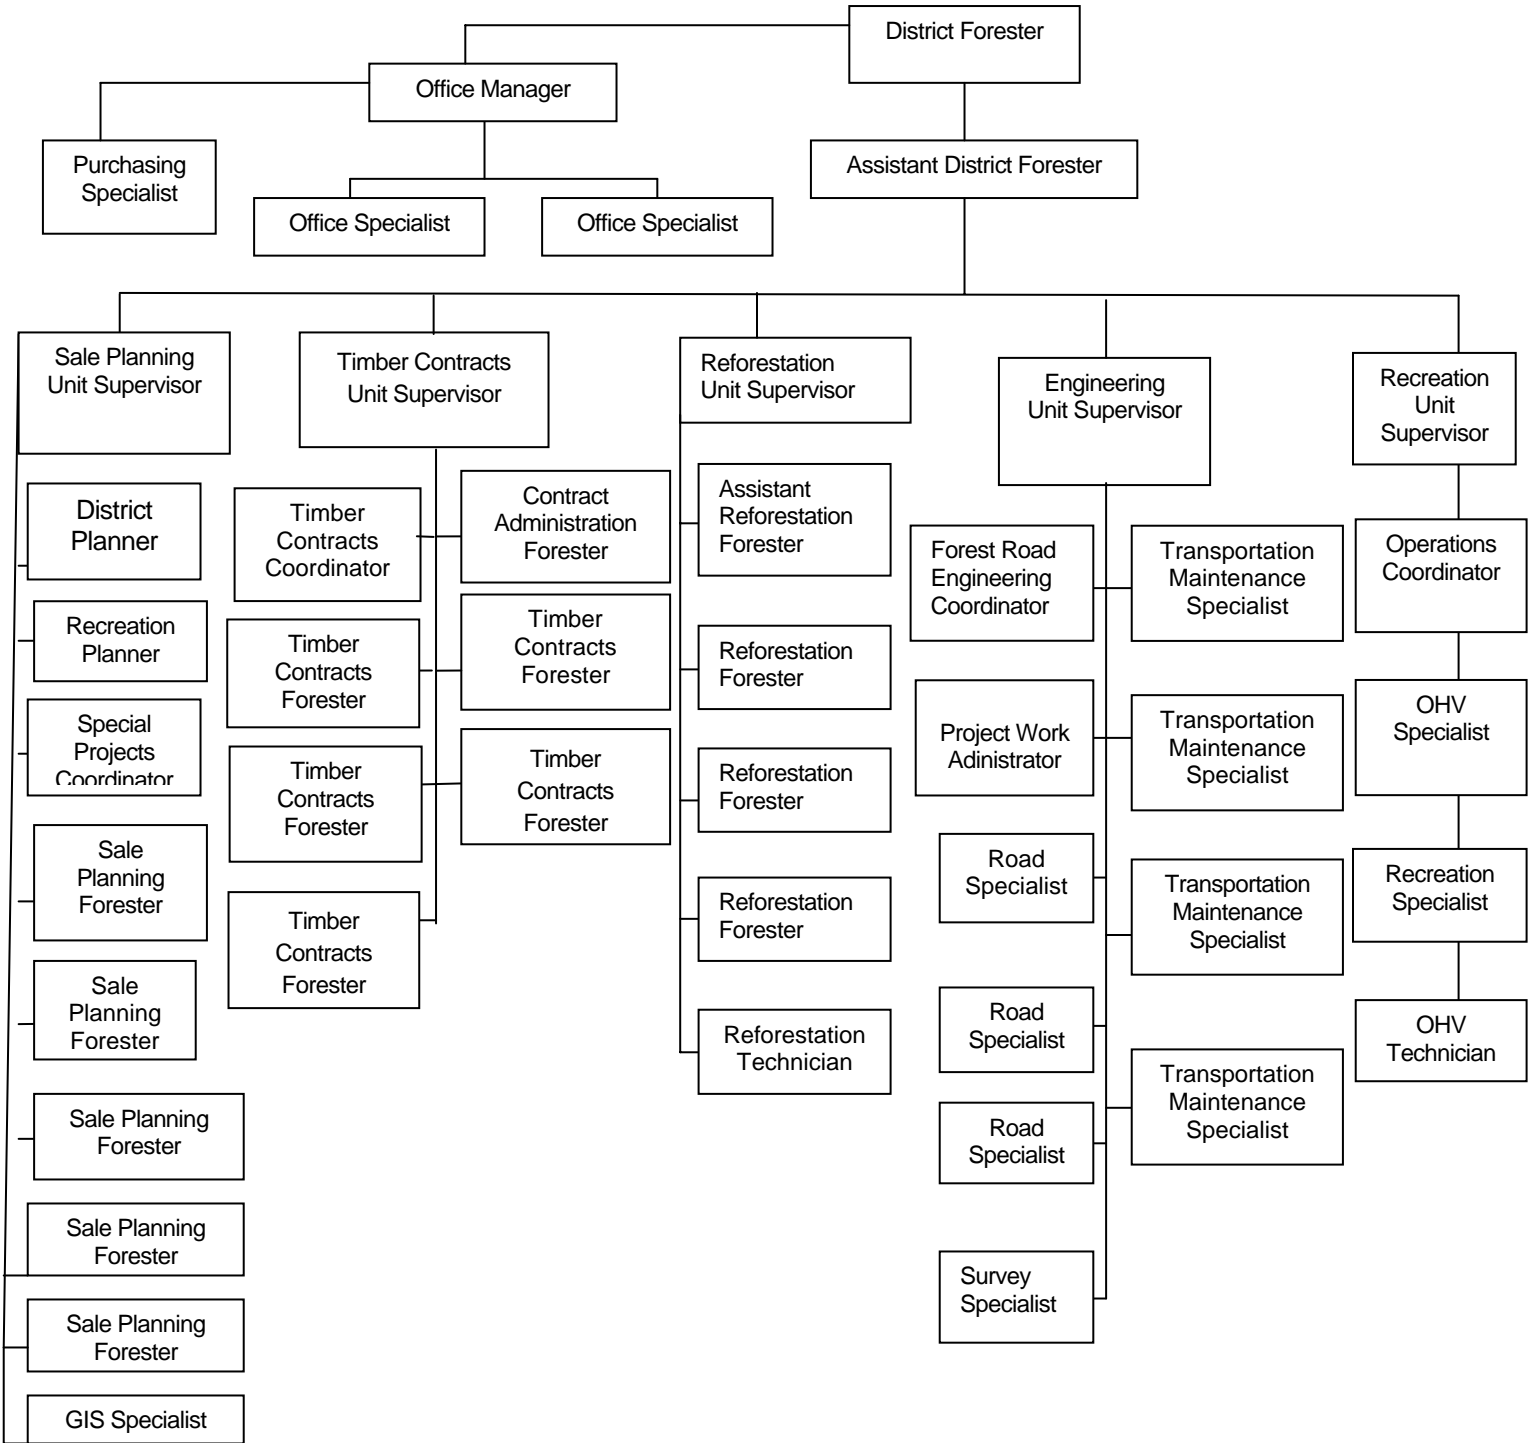 District Forester
Office Manager
Purchasing
Specialist
Assistant District Forester
Office Specialist
Office Specialist
Sale Planning
Unit Supervisor
Timber Contracts
Unit Supervisor
Reforestation
Unit Supervisor
Engineering
Unit Supervisor
Recreation
Unit
Supervisor
District
Planner
Recreation
Planner
Special
Projects
Coordinator
Sale
Planning
Forester
Sale
Planning
Forester
Sale Planning
Forester
Sale Planning
Forester
Sale Planning
Forester
GIS Specialist
Timber
Contracts
Coordinator
Timber
Contracts
Forester
Timber
Contracts
Forester
Timber
Contracts
Forester
Contract
Administration
Forester
Timber
Contracts
Forester
Timber
Contracts
Forester
Assistant
Reforestation
Forester
Reforestation
Forester
Reforestation
Forester
Reforestation
Forester
Reforestation
Technician
Forest Road
Engineering
Coordinator
Project Work
Adinistrator
Road
Specialist
Road
Specialist
Road
Specialist
Survey
Specialist
Transportation
Maintenance
Specialist
Transportation
Maintenance
Specialist
Transportation
Maintenance
Specialist
Transportation
Maintenance
Specialist
Operations
Coordinator
OHV
Specialist
Recreation
Specialist
OHV
Technician